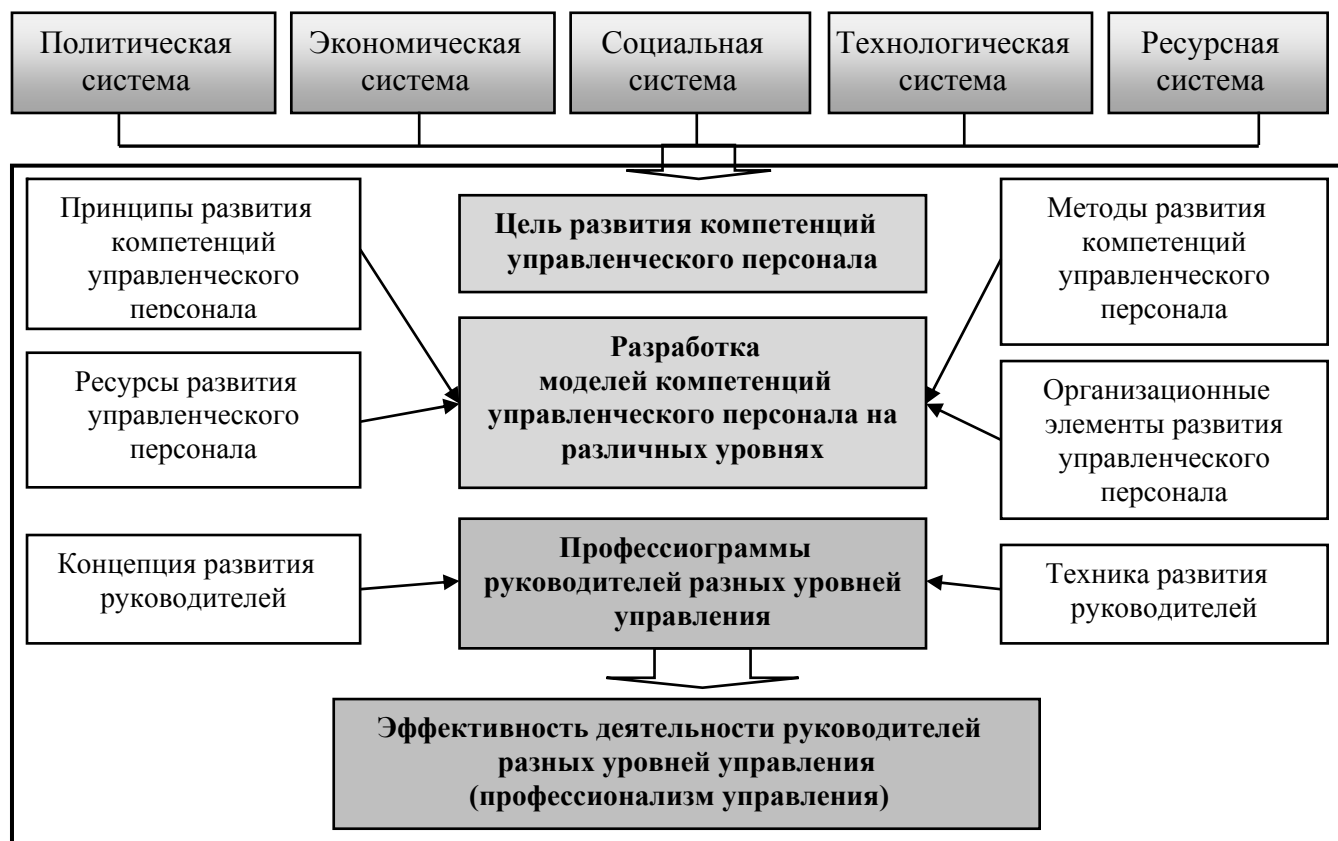 Политическая
система
Экономическая
система
Социальная
система
Технологическая
система
Ресурсная
система
Принципы развития
компетенций
управленческого
персонала
Цель развития компетенций
управленческого персонала
Методы развития
компетенций
управленческого
персонала
Ресурсы развития
управленческого
персонала
Разработка
моделей компетенций
управленческого персонала на
различных уровнях
Организационные
элементы развития
управленческого
персонала
Концепция развития
руководителей
Профессиограммы
руководителей разных уровней
управления
Техника развития
руководителей
Эффективность деятельности руководителей
разных уровней управления
(профессионализм управления)